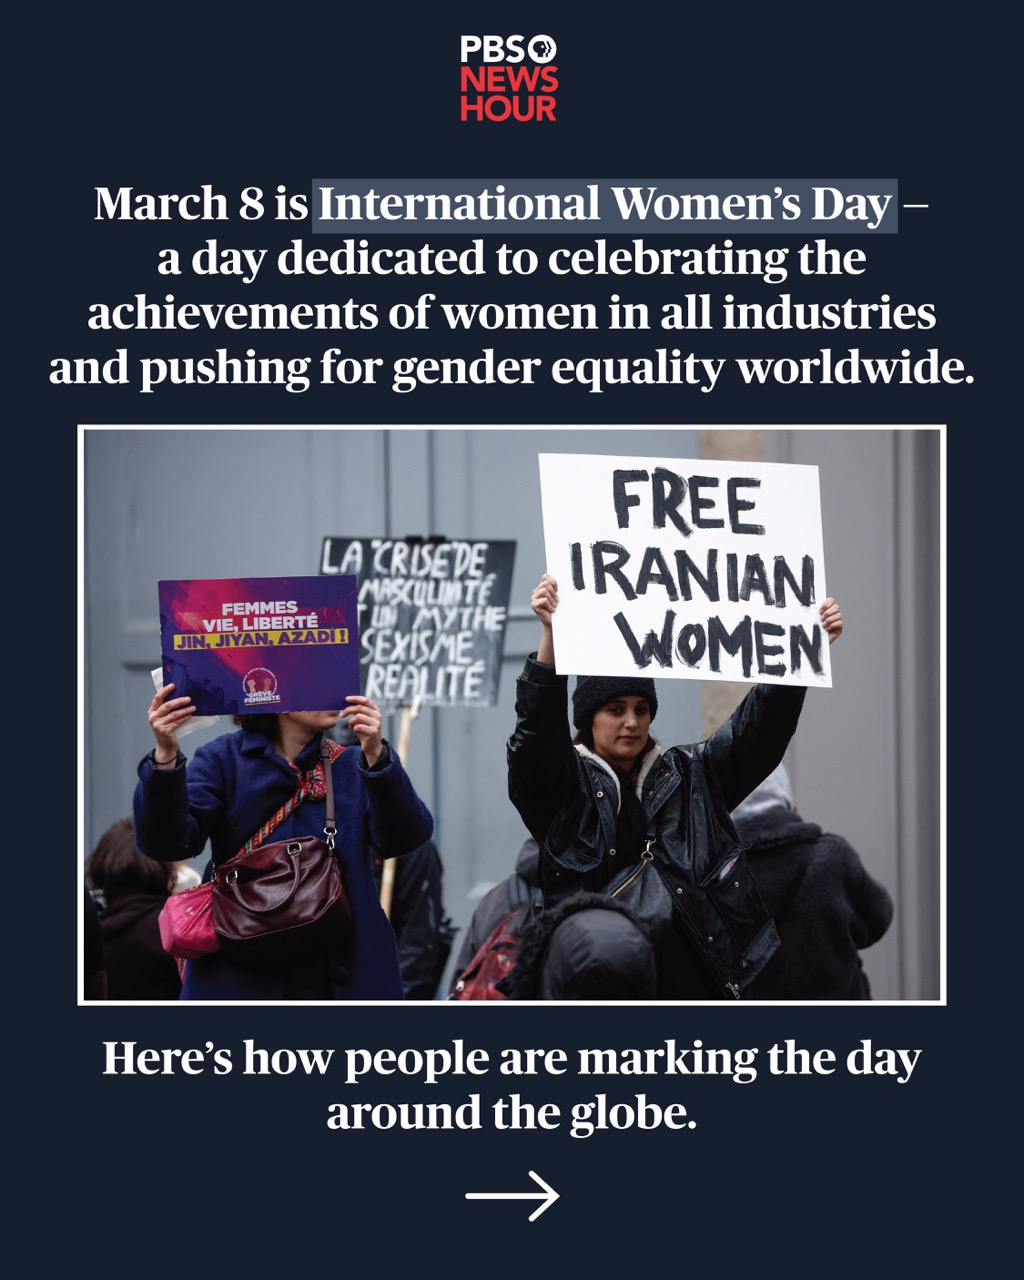 PBS
NEWS
HOUR
March 8 is International Women’s Day –
a day dedicated to celebrating the
achievements of women in all industries
and pushing for gender equality worldwide.
FREE
IRANIAN
WOMEN
LA "CRISE" DE
MASCULINITÉ
UN MYTHE
SEXISME
RÉALITÉ
FEMMES
VIE, LIBERTÉ
JIN, JIYAN, AZADI !
GRÈVE
FÉMINISTE
Here’s how people are marking the day
around the globe.